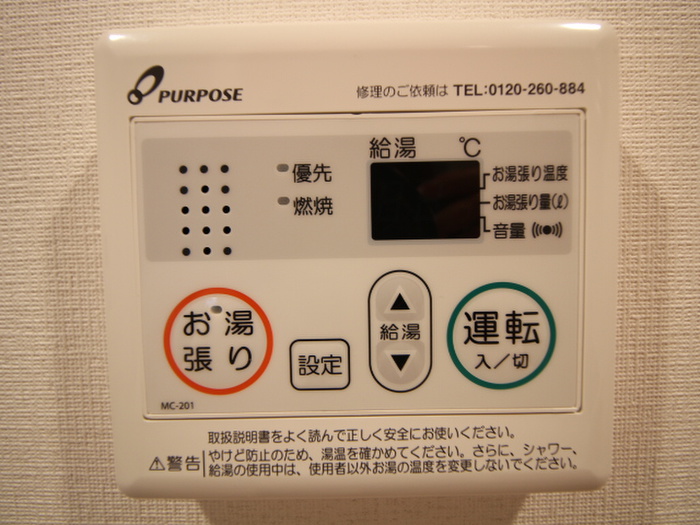 PURPOSE
修理のご依頼は TEL:0120-260-884
給湯 ℃
優先
燃焼
お湯張り温度
お湯張り量(ℓ)
音量
お湯
張り
設定
給湯
運転
入/切
MC-201
取扱説明書をよく読んで正しく安全にお使いください。
⚠警告
やけど防止のため、湯温を確かめてください。さらに、シャワー、
給湯の使用中は、使用者以外お湯の温度を変更しないでください。